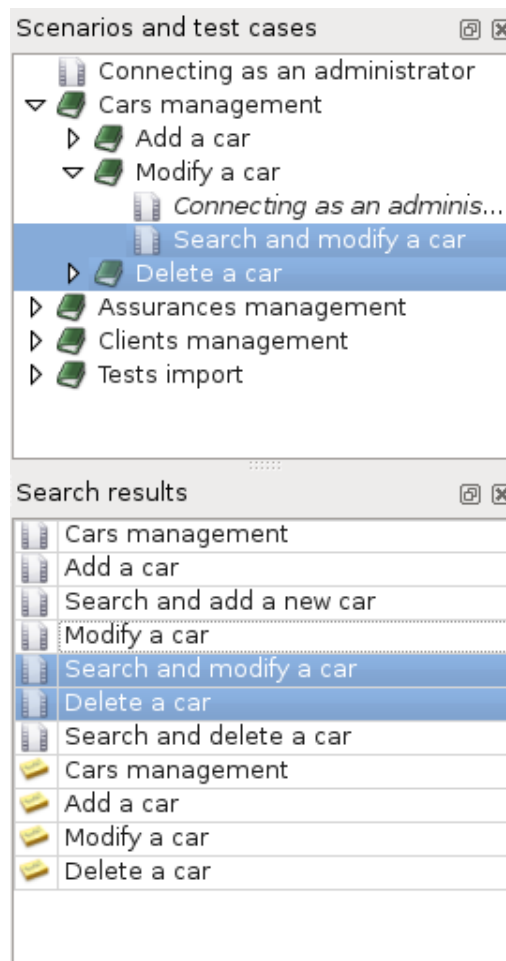 Scenarios and test cases
Connecting as an administrator
Cars management
Add a car
Modify a car
Connecting as an adminis...
Search and modify a car
Delete a car
Assurances management
Clients management
Tests import
Search results
Cars management
Add a car
Search and add a new car
Modify a car
Search and modify a car
Delete a car
Search and delete a car
Cars management
Add a car
Modify a car
Delete a car